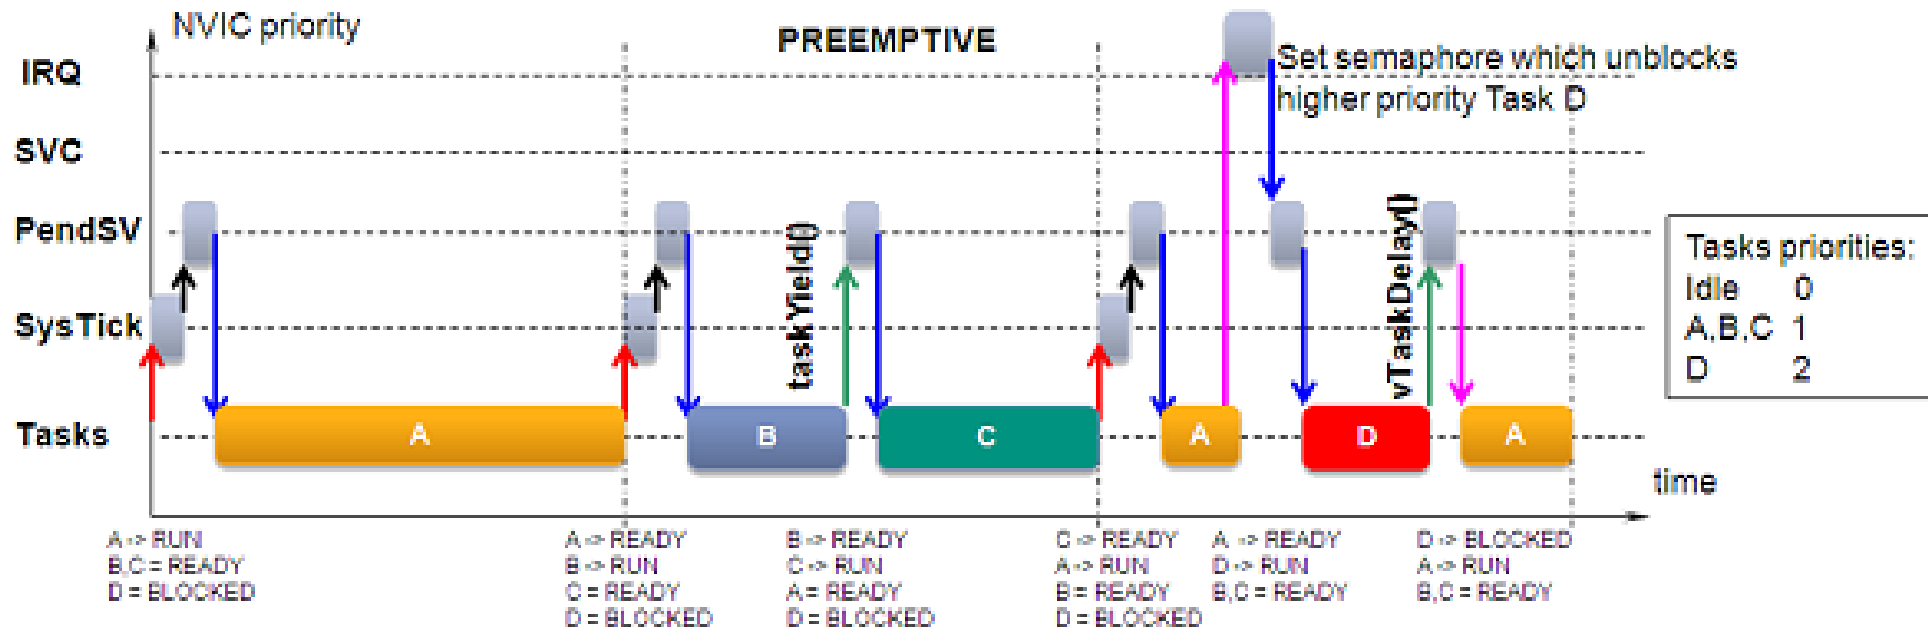 NVIC priority
PREEMPTIVE
IRQ
Set semaphore which unblocks
higher priority Task D
SVC
PendSV
SysTick
Tasks
taskYield()
vTaskDelay()
A
B
C
A
D
A
Tasks priorities:
Idle 0
A,B,C 1
D 2
time
A -> RUN
B,C = READY
D = BLOCKED
A -> READY
B -> RUN
C = READY
D = BLOCKED
B -> READY
C -> RUN
A = READY
D = BLOCKED
C -> READY
A -> RUN
B = READY
D = BLOCKED
A -> READY
D -> RUN
B,C = READY
D -> BLOCKED
A -> RUN
B,C = READY